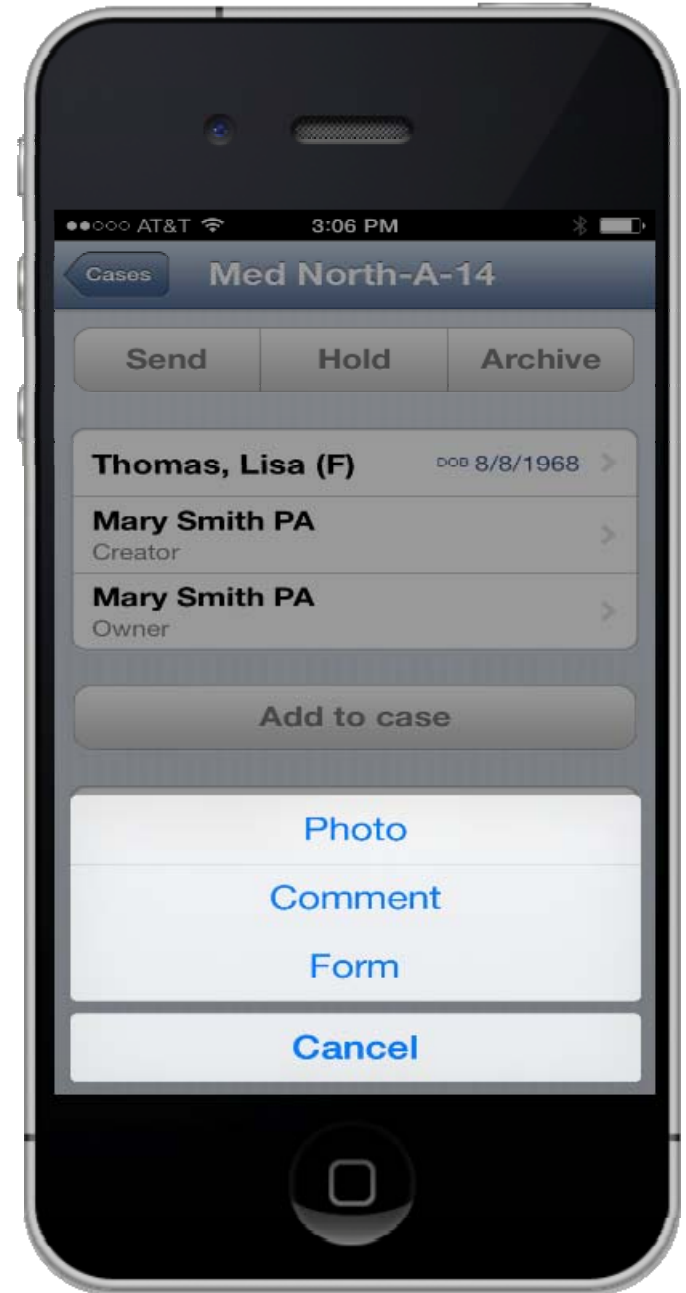 AT&T 3:06 PM
Cases Med North-A-14
Send Hold Archive
Thomas, Lisa (F) DOB 8/8/1968
Mary Smith PA
Creator
Mary Smith PA
Owner
Add to case
Photo
Comment
Form
Cancel